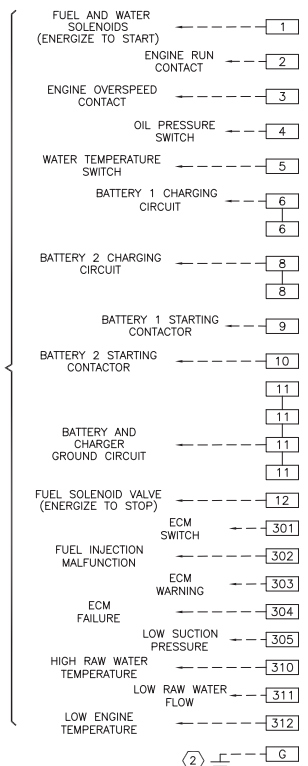 FUEL AND WATER
SOLENOIDS
(ENERGIZE TO START)
1
ENGINE RUN
CONTACT
2
ENGINE OVERSPEED
CONTACT
3
OIL PRESSURE
SWITCH
4
WATER TEMPERATURE
SWITCH
5
BATTERY 1 CHARGING
CIRCUIT
6
6
BATTERY 2 CHARGING
CIRCUIT
8
8
BATTERY 1 STARTING
CONTACTOR
9
BATTERY 2 STARTING
CONTACTOR
10
11
11
BATTERY AND
CHARGER
GROUND CIRCUIT
11
11
FUEL SOLENOID VALVE
(ENERGIZE TO STOP)
12
ECM
SWITCH
301
FUEL INJECTION
MALFUNCTION
302
ECM
WARNING
303
ECM
FAILURE
304
LOW SUCTION
PRESSURE
305
HIGH RAW WATER
TEMPERATURE
310
LOW RAW WATER
FLOW
311
LOW ENGINE
TEMPERATURE
312
2
G